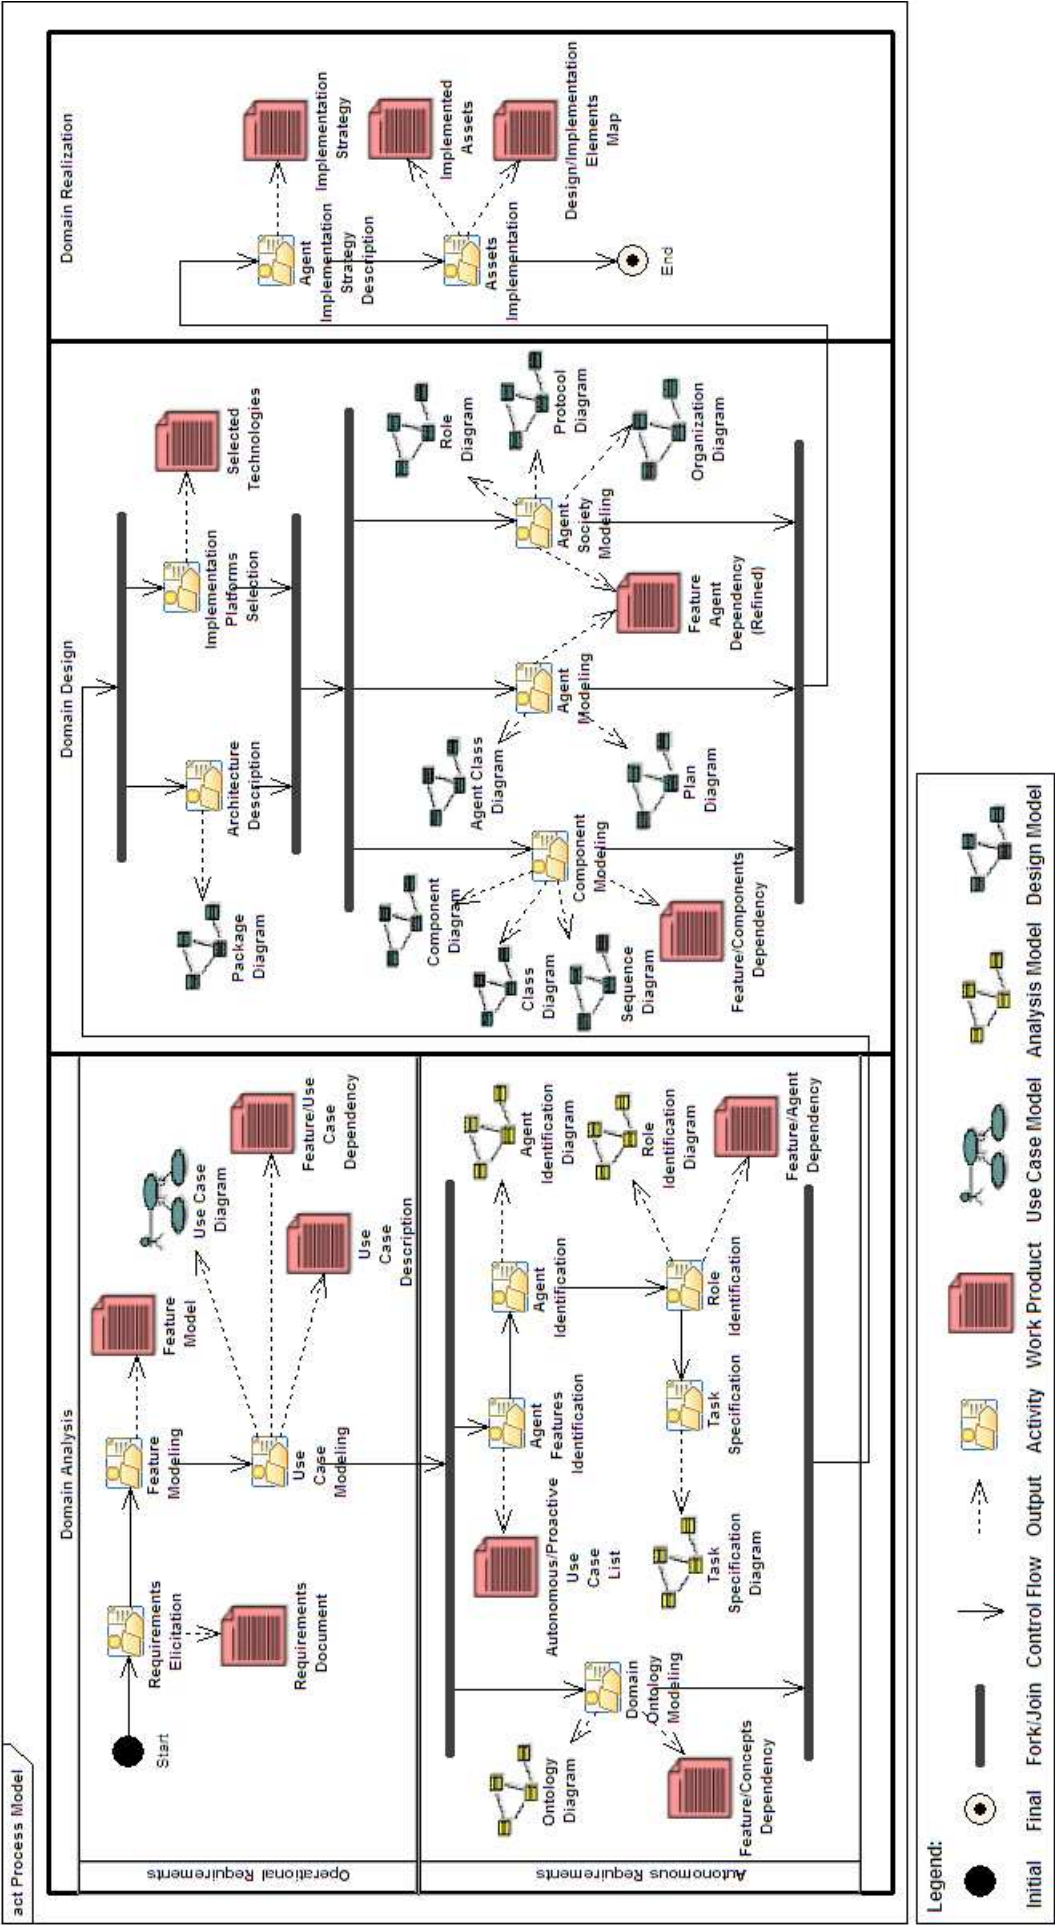 act Process Model
Domain Analysis
Operational Requirements
Start
Requirements
Elicitation
Requirements
Document
Feature
Modeling
Feature
Model
Use
Case
Modeling
Use Case
Diagram
Feature/Use
Case
Dependency
Use
Case
Description
Autonomous Requirements
Ontology
Diagram
Domain
Ontology
Modeling
Feature/Concepts
Dependency
Agent
Features
Identification
Autonomous/Proactive
Use
Case
List
Agent
Identification
Agent
Identification
Diagram
Role
Identification
Role
Identification
Diagram
Feature/Agent
Dependency
Task
Specification
Task
Specification
Diagram
Domain Design
Package
Diagram
Architecture
Description
Implementation
Platforms
Selection
Selected
Technologies
Component
Diagram
Class
Diagram
Sequence
Diagram
Component
Modeling
Feature/Components
Dependency
Agent Class
Diagram
Agent
Modeling
Plan
Diagram
Feature
Agent
Dependency
(Refined)
Agent
Society
Modeling
Role
Diagram
Protocol
Diagram
Organization
Diagram
Domain Realization
Agent
Implementation
Strategy
Description
Implementation
Strategy
Assets
Implementation
Implemented
Assets
Design/Implementation
Elements
Map
End
Legend:
Initial
Final
Fork/Join
Control Flow
Output
Activity
Work Product
Use Case Model
Analysis Model
Design Model